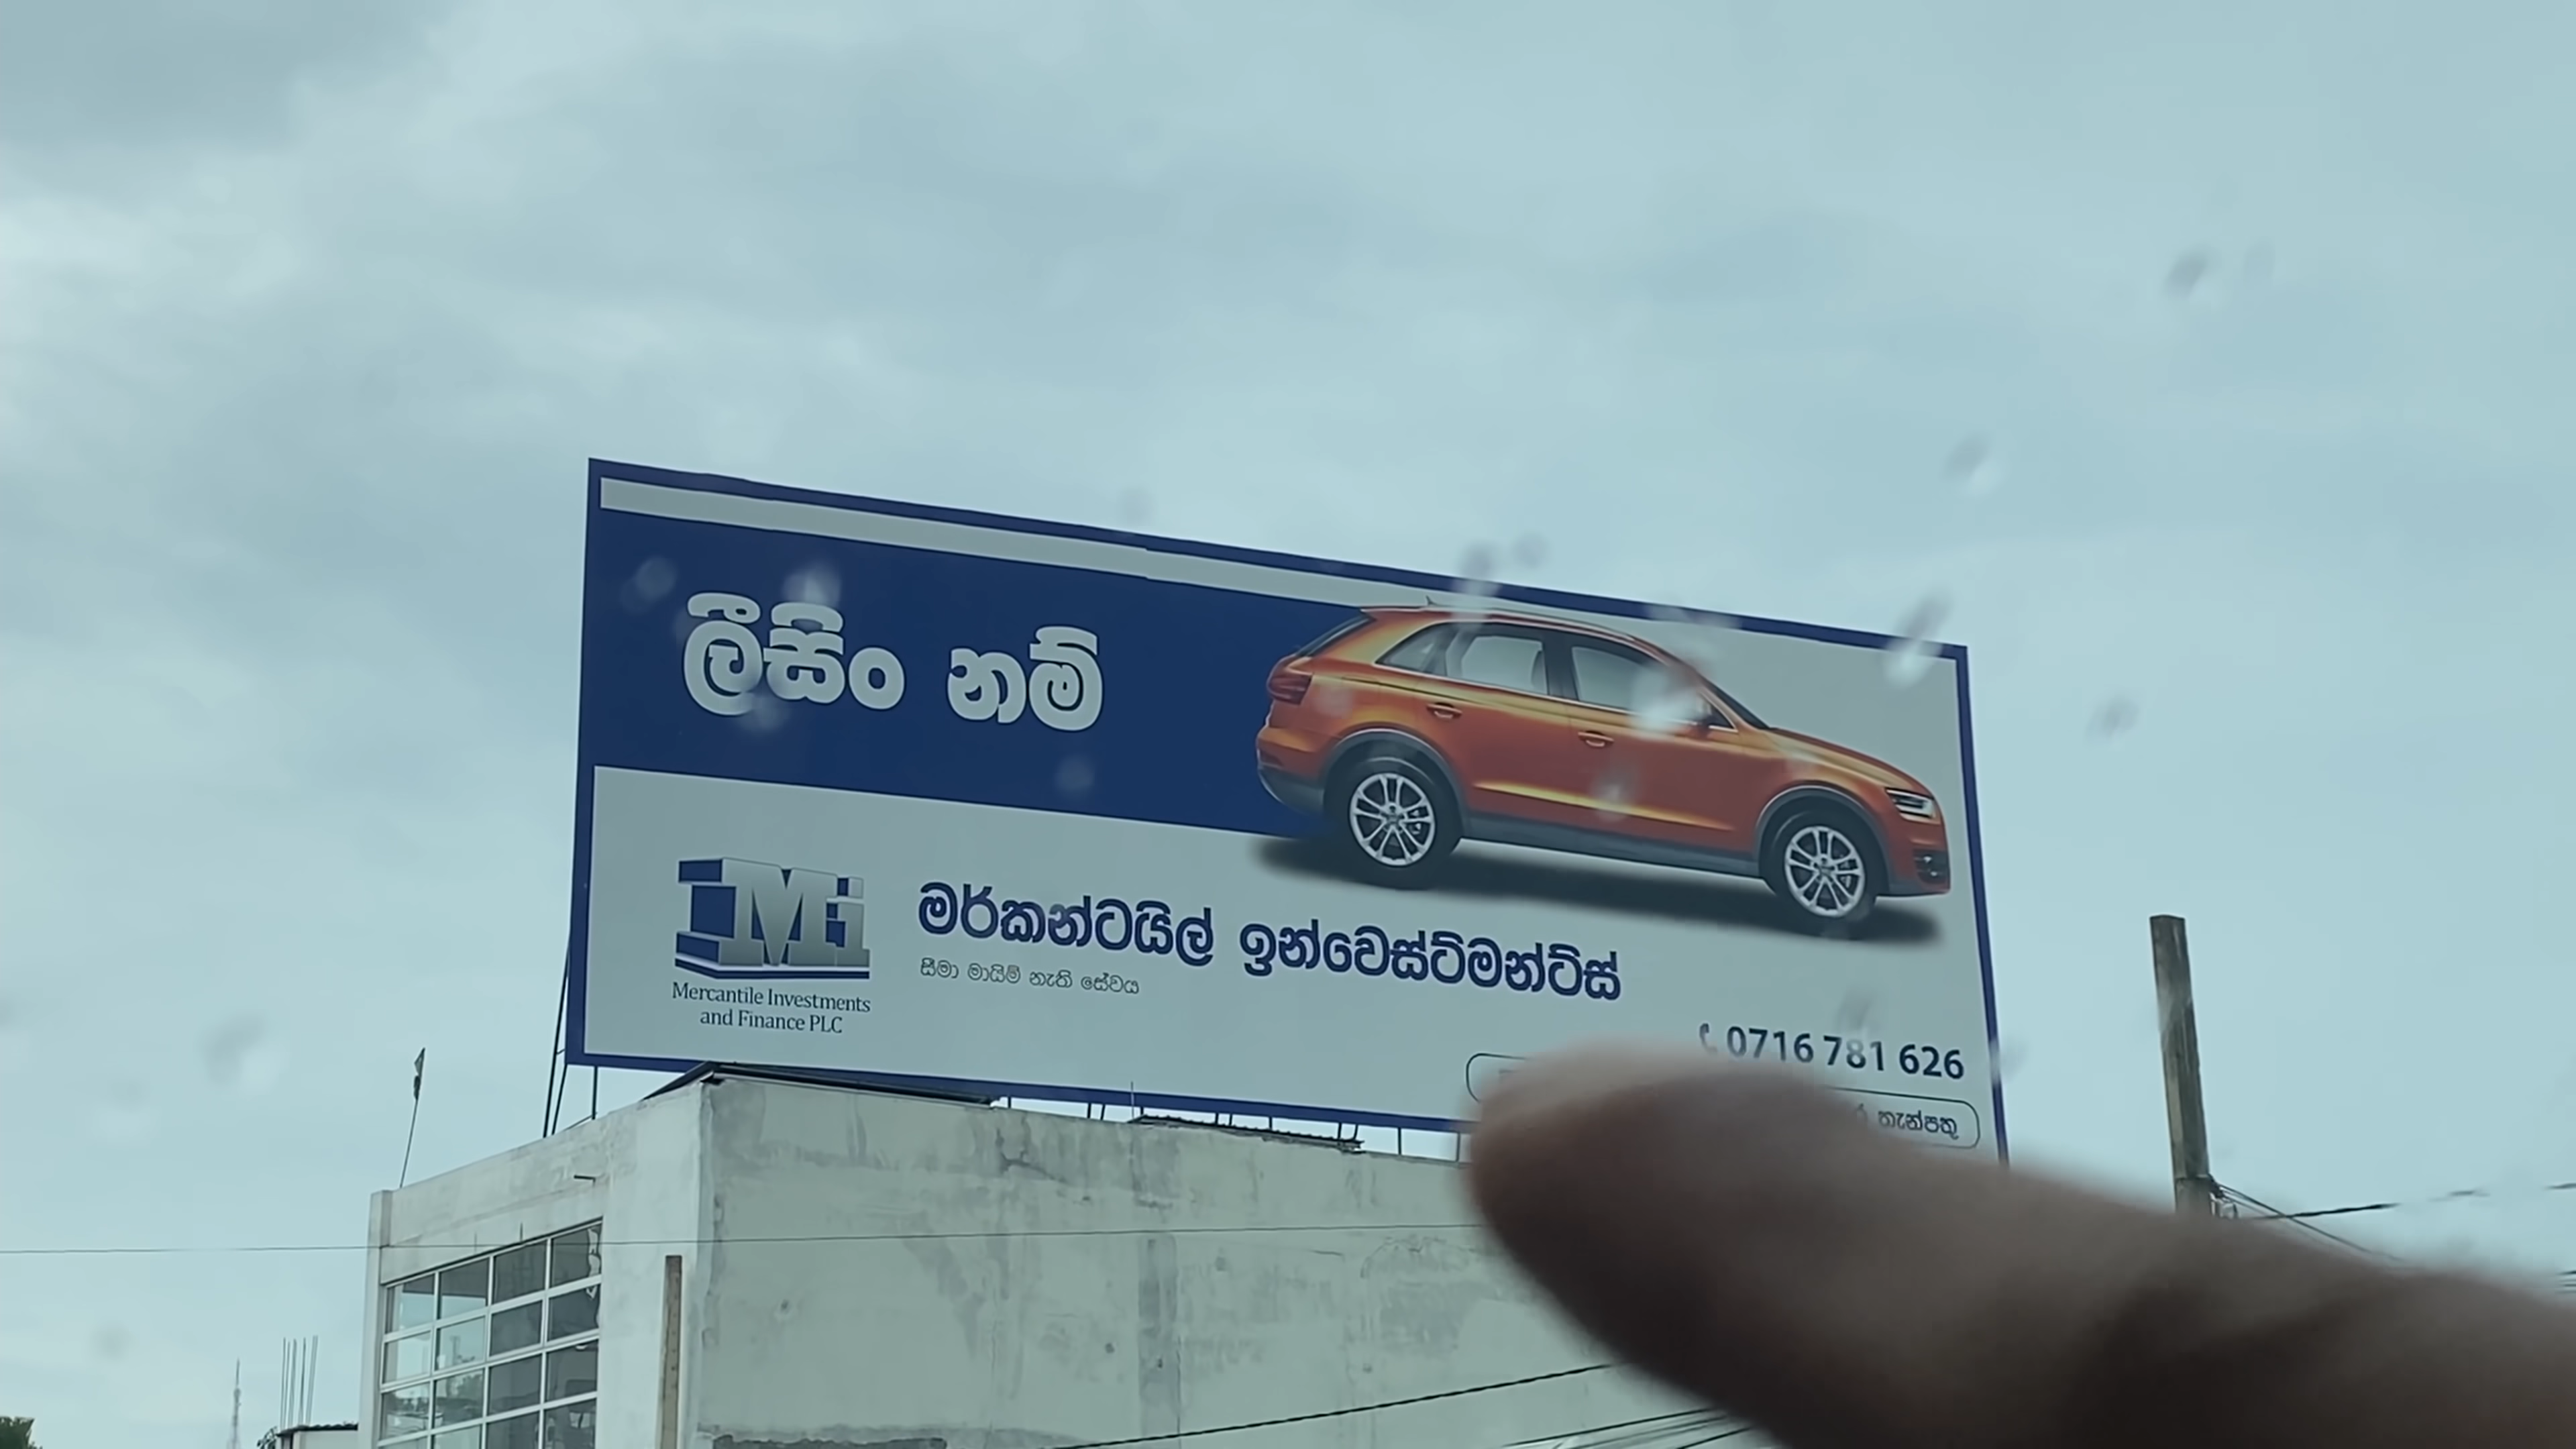 ලීසිං නම්
Mi
Mercantile Investments
and Finance PLC
මර්කන්ටයිල් ඉන්වෙස්ට්මන්ට්ස්
සීමා මායිම් නැති සේවය
0716 781 626
තැන්පතු